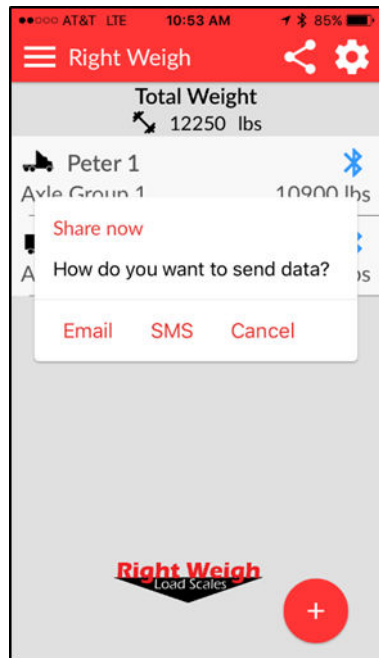 AT&T LTE 10:53 AM 85%
Right Weigh
Total Weight
12250 lbs
Peter 1
Axle Group 1 10900 lbs
Share now
How do you want to send data?
A
Email SMS Cancel
Right Weigh
Load Scales
+